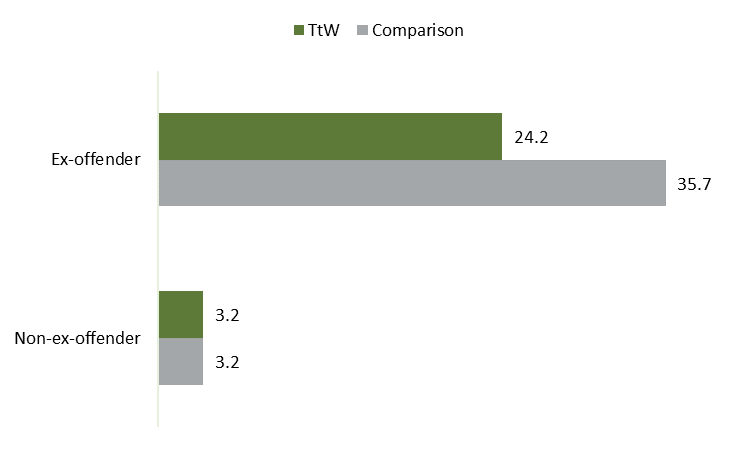 TtW Comparison
Ex-offender
24.2
35.7
Non-ex-offender
3.2
3.2